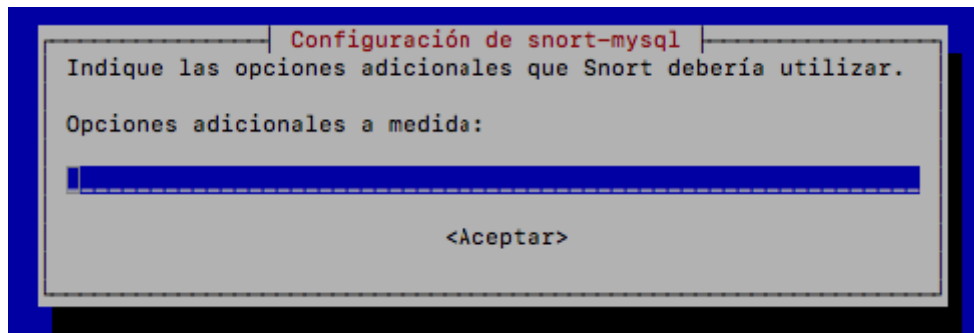 Configuración de snort-mysql
Indique las opciones adicionales que Snort debería utilizar.
Opciones adicionales a medida:
<Aceptar>